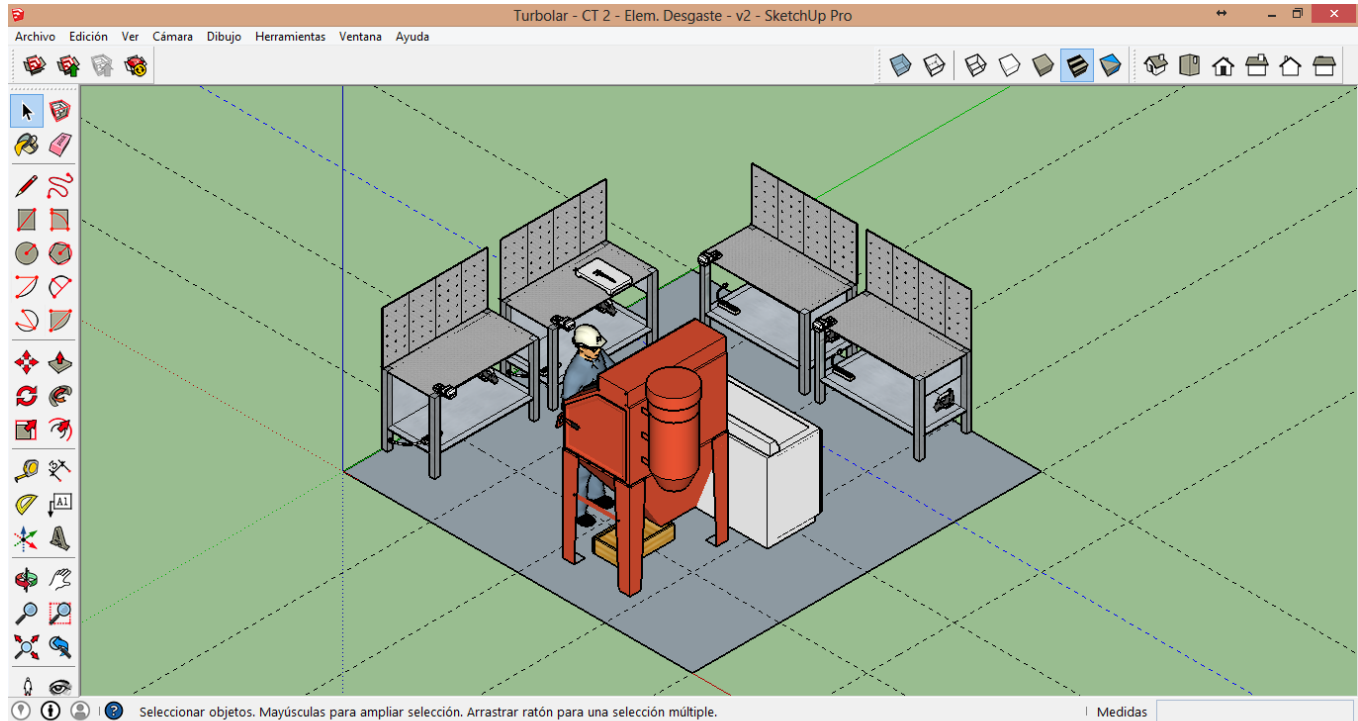 Turbolar - CT 2 - Elem. Desgaste - v2 - SketchUp Pro
Archivo Edición Ver Cámara Dibujo Herramientas Ventana Ayuda
A1
Seleccionar objetos. Mayúsculas para ampliar selección. Arrastrar ratón para una selección múltiple.
Medidas